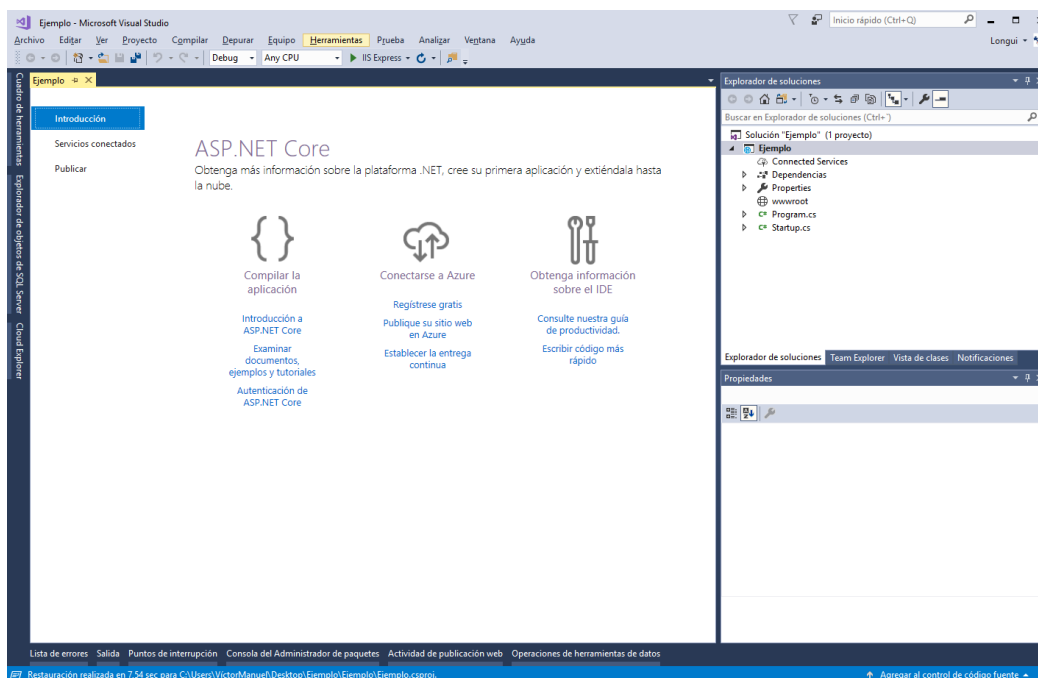 Ejemplo - Microsoft Visual Studio
Inicio rápido (Ctrl+Q)
Archivo Editar Ver Proyecto Compilar Depurar Equipo Herramientas Prueba Analizar Ventana Ayuda
Longui
Debug Any CPU IIS Express
Cuadro de herramientas
Explorador de objetos de SQL Server
Cloud Explorer
Ejemplo
Introducción
Servicios conectados
Publicar
ASP.NET Core
Obtenga más información sobre la plataforma .NET, cree su primera aplicación y extiéndala hasta
la nube.
Compilar la
aplicación
Introducción a
ASP.NET Core
Examinar
documentos,
ejemplos y tutoriales
Autenticación de
ASP.NET Core
Conectarse a Azure
Regístrese gratis
Publique su sitio web
en Azure
Establecer la entrega
continua
Obtenga información
sobre el IDE
Consulte nuestra guía
de productividad.
Escribir código más
rápido
Explorador de soluciones
Buscar en Explorador de soluciones (Ctrl+´)
Solución "Ejemplo" (1 proyecto)
Ejemplo
Connected Services
Dependencias
Properties
wwwroot
C# Program.cs
C# Startup.cs
Explorador de soluciones Team Explorer Vista de clases Notificaciones
Propiedades
Lista de errores Salida Puntos de interrupción Consola del Administrador de paquetes Actividad de publicación web Operaciones de herramientas de datos
Restauración realizada en 7,54 sec para C:\Users\VíctorManuel\Desktop\Ejemplo\Ejemplo\Ejemplo.csproj.
Agregar al control de código fuente